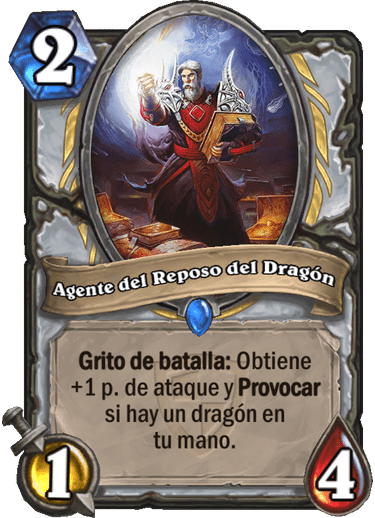 2
Agente del Reposo del Dragón
Grito de batalla: Obtiene
+1 p. de ataque y Provocar
si hay un dragón en
tu mano.
1
4